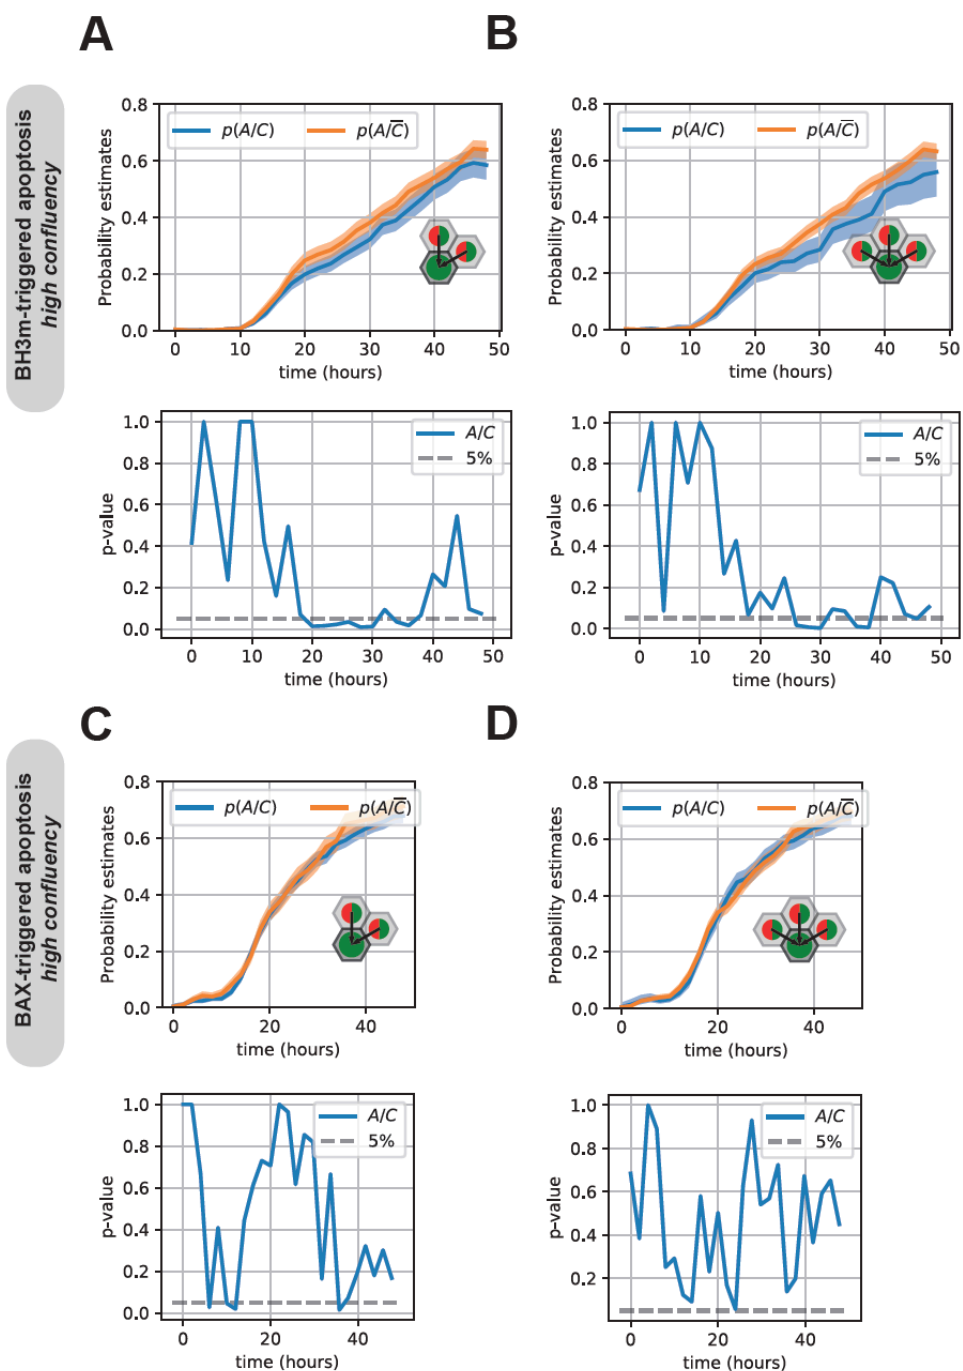 A
B
BH3m-triggered apoptosis
high confluency
Probability estimates
0.8
0.6
0.4
0.2
0.0
p(A/C)
p(A/C̅)
0 10 20 30 40 50
time (hours)
Probability estimates
0.8
0.6
0.4
0.2
0.0
p(A/C)
p(A/C̅)
0 10 20 30 40 50
time (hours)
p-value
1.0
0.8
0.6
0.4
0.2
0.0
A/C
5%
0 10 20 30 40 50
time (hours)
p-value
1.0
0.8
0.6
0.4
0.2
0.0
A/C
5%
0 10 20 30 40 50
time (hours)
C
D
BAX-triggered apoptosis
high confluency
Probability estimates
0.8
0.6
0.4
0.2
0.0
p(A/C)
p(A/C̅)
0 20 40
time (hours)
Probability estimates
0.8
0.6
0.4
0.2
0.0
p(A/C)
p(A/C̅)
0 20 40
time (hours)
p-value
1.0
0.8
0.6
0.4
0.2
0.0
A/C
5%
0 20 40
time (hours)
p-value
1.0
0.8
0.6
0.4
0.2
A/C
5%
0 20 40
time (hours)